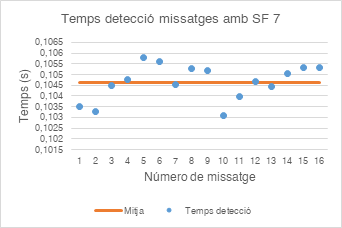 Temps detecció missatges amb SF 7
0,1065
0,106
0,1055
0,105
0,1045
0,104
0,1035
0,103
0,1025
0,102
0,1015
Temps (s)
1 2 3 4 5 6 7 8 9 10 11 12 13 14 15 16
Número de missatge
Mitja Temps detecció